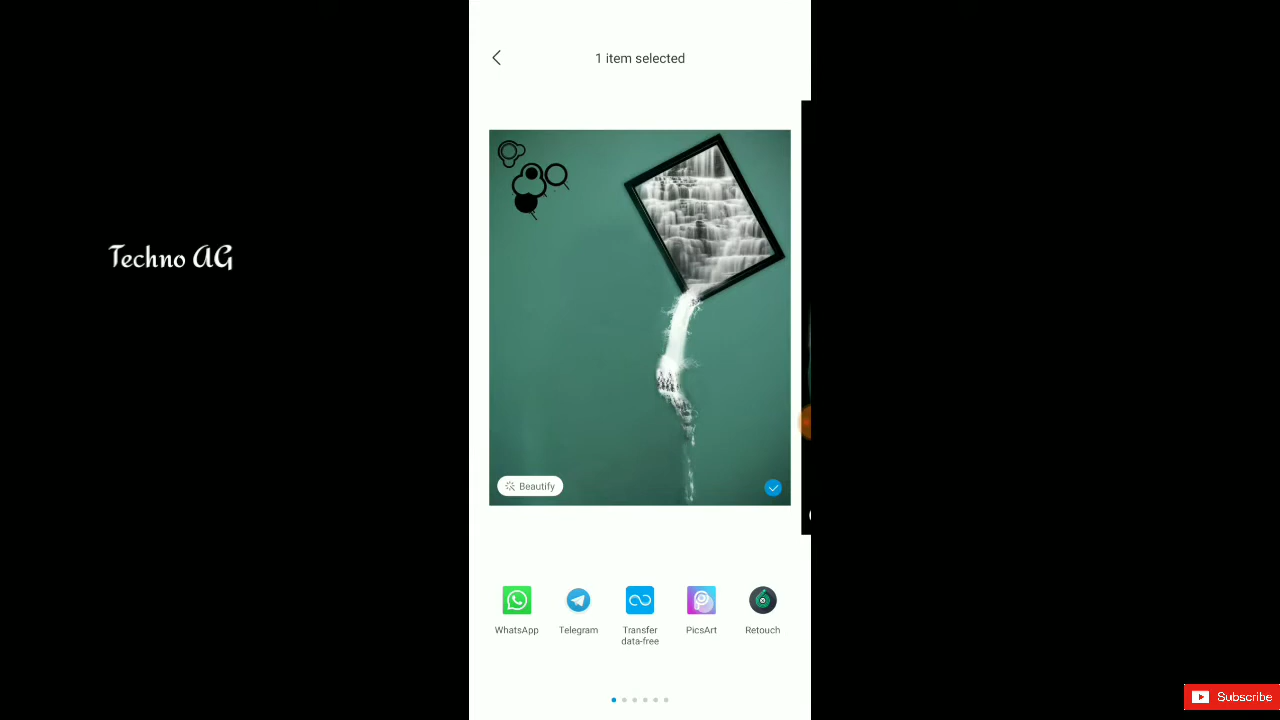 1 item selected
Techno AG
Beautify
WhatsApp
Telegram
Transfer
data-free
PicsArt
Retouch
Subscribe